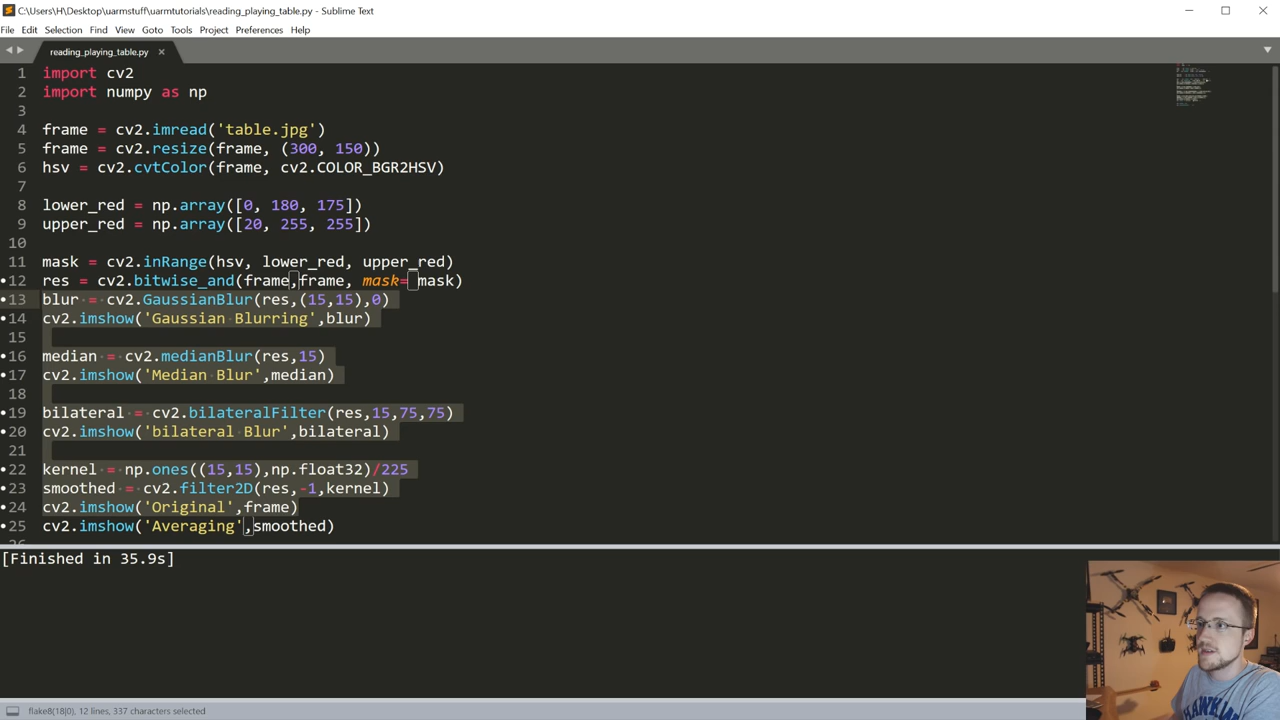 C:\Users\H\Desktop\uarmstuff\uarmtutorials\reading_playing_table.py - Sublime Text
File Edit Selection Find View Goto Tools Project Preferences Help
reading_playing_table.py
1 import cv2
2 import numpy as np
3
4 frame = cv2.imread('table.jpg')
5 frame = cv2.resize(frame, (300, 150))
6 hsv = cv2.cvtColor(frame, cv2.COLOR_BGR2HSV)
7
8 lower_red = np.array([0, 180, 175])
9 upper_red = np.array([20, 255, 255])
10
11 mask = cv2.inRange(hsv, lower_red, upper_red)
12 res = cv2.bitwise_and(frame,frame, mask= mask)
13 blur = cv2.GaussianBlur(res,(15,15),0)
14 cv2.imshow('Gaussian Blurring',blur)
15
16 median = cv2.medianBlur(res,15)
17 cv2.imshow('Median Blur',median)
18
19 bilateral = cv2.bilateralFilter(res,15,75,75)
20 cv2.imshow('bilateral Blur',bilateral)
21
22 kernel = np.ones((15,15),np.float32)/225
23 smoothed = cv2.filter2D(res,-1,kernel)
24 cv2.imshow('Original',frame)
25 cv2.imshow('Averaging',smoothed)
[Finished in 35.9s]
flake8(18|0), 12 lines, 337 characters selected